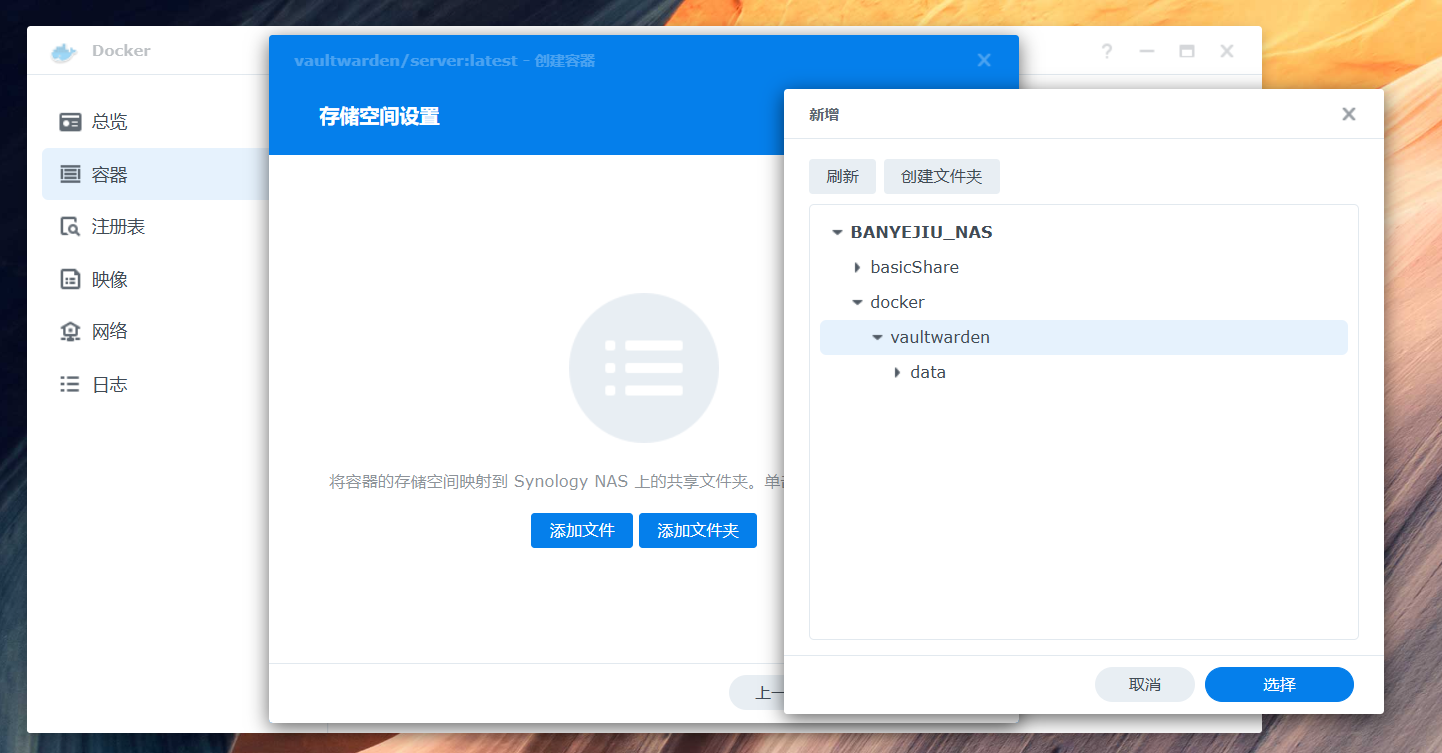 Docker
总览
容器
注册表
映像
网络
日志
vaultwarden/server:latest - 创建容器
存储空间设置
将容器的存储空间映射到 Synology NAS 上的共享文件夹。单
添加文件 添加文件夹
上一
新增
刷新 创建文件夹
BANYEJIU_NAS
basicShare
docker
vaultwarden
data
取消 选择